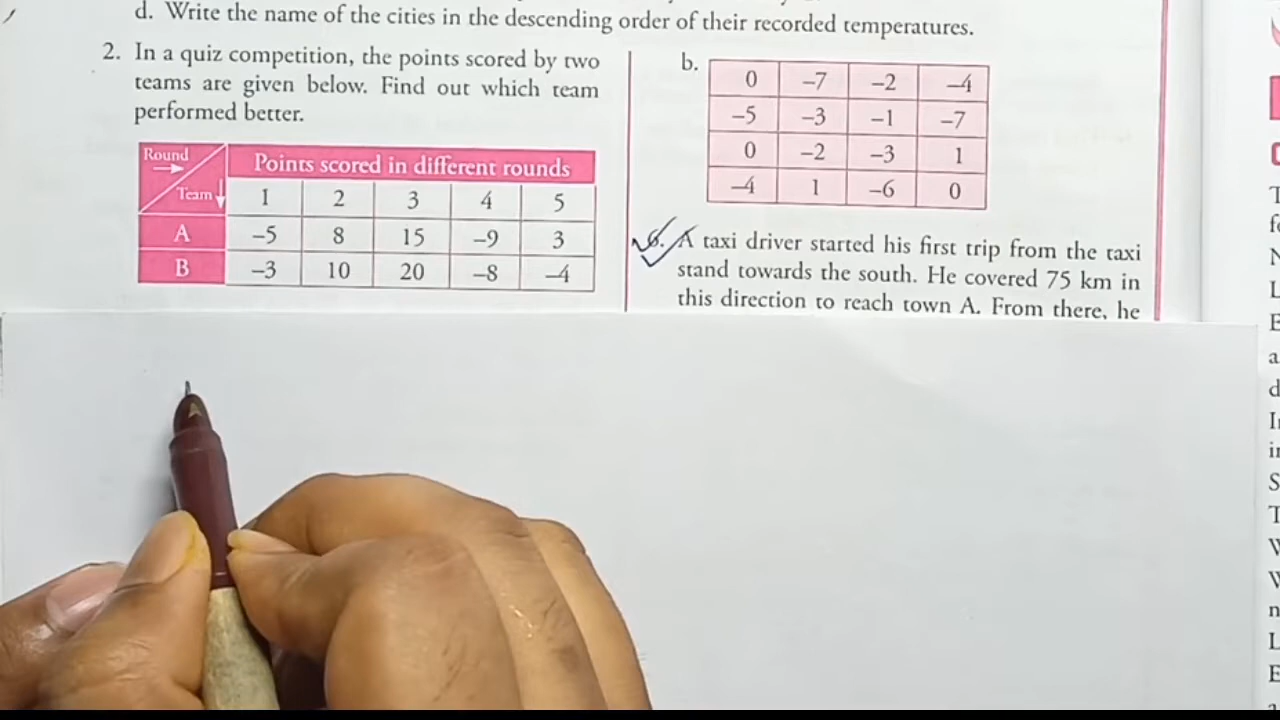 d. Write the name of the cities in the descending order of their recorded temperatures.
2. In a quiz competition, the points scored by two
teams are given below. Find out which team
performed better.
Round
Team
Points scored in different rounds
1 2 3 4 5
A –5 8 15 –9 3
B –3 10 20 –8 –4
b.
0 –7 –2 –4
–5 –3 –1 –7
0 –2 –3 1
–4 1 –6 0
6. A taxi driver started his first trip from the taxi
stand towards the south. He covered 75 km in
this direction to reach town A. From there, he